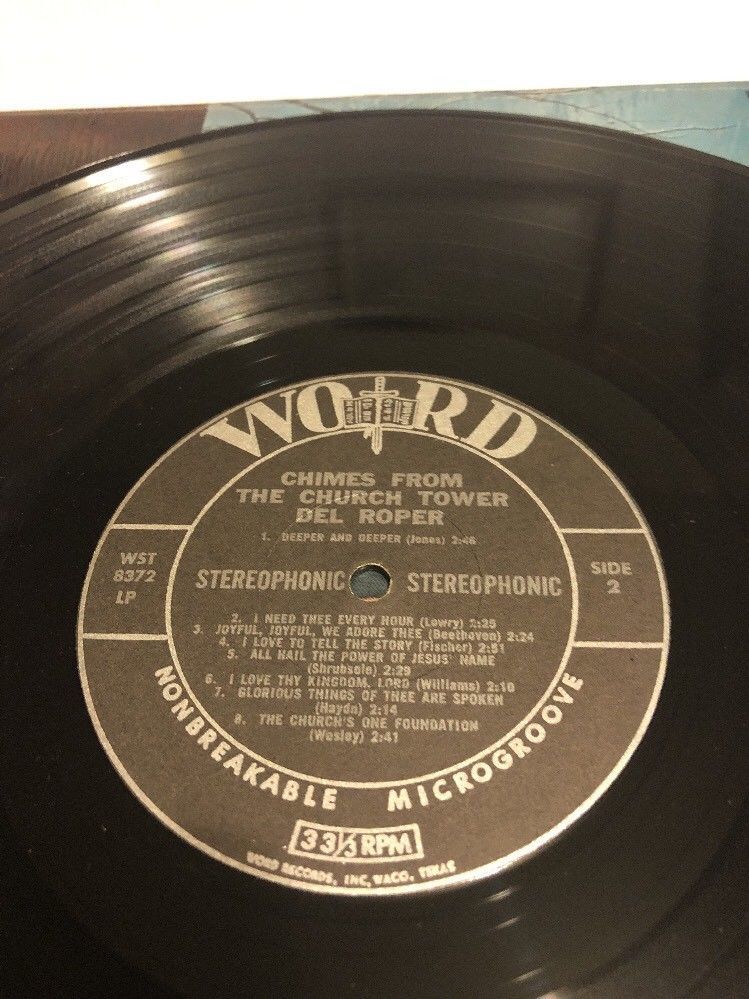 WORD
CHIMES FROM
THE CHURCH TOWER
DEL ROPER
1. DEEPER AND DEEPER (Jones) 2:46
WST
8372
LP
STEREOPHONIC STEREOPHONIC
SIDE
2
2. I NEED THEE EVERY HOUR (Lowry) 2:25
3. JOYFUL, JOYFUL, WE ADORE THEE (Beethoven) 2:24
4. I LOVE TO TELL THE STORY (Fischer) 2:51
5. ALL HAIL THE POWER OF JESUS' NAME
(Shrubsole) 2:29
6. I LOVE THY KINGDOM, LORD (Williams) 2:10
7. GLORIOUS THINGS OF THEE ARE SPOKEN
(Haydn) 2:14
8. THE CHURCH'S ONE FOUNDATION
(Wesley) 2:41
NONBREAKABLE MICROGROOVE
33⅓ RPM
WORD RECORDS, INC, WACO, TEXAS